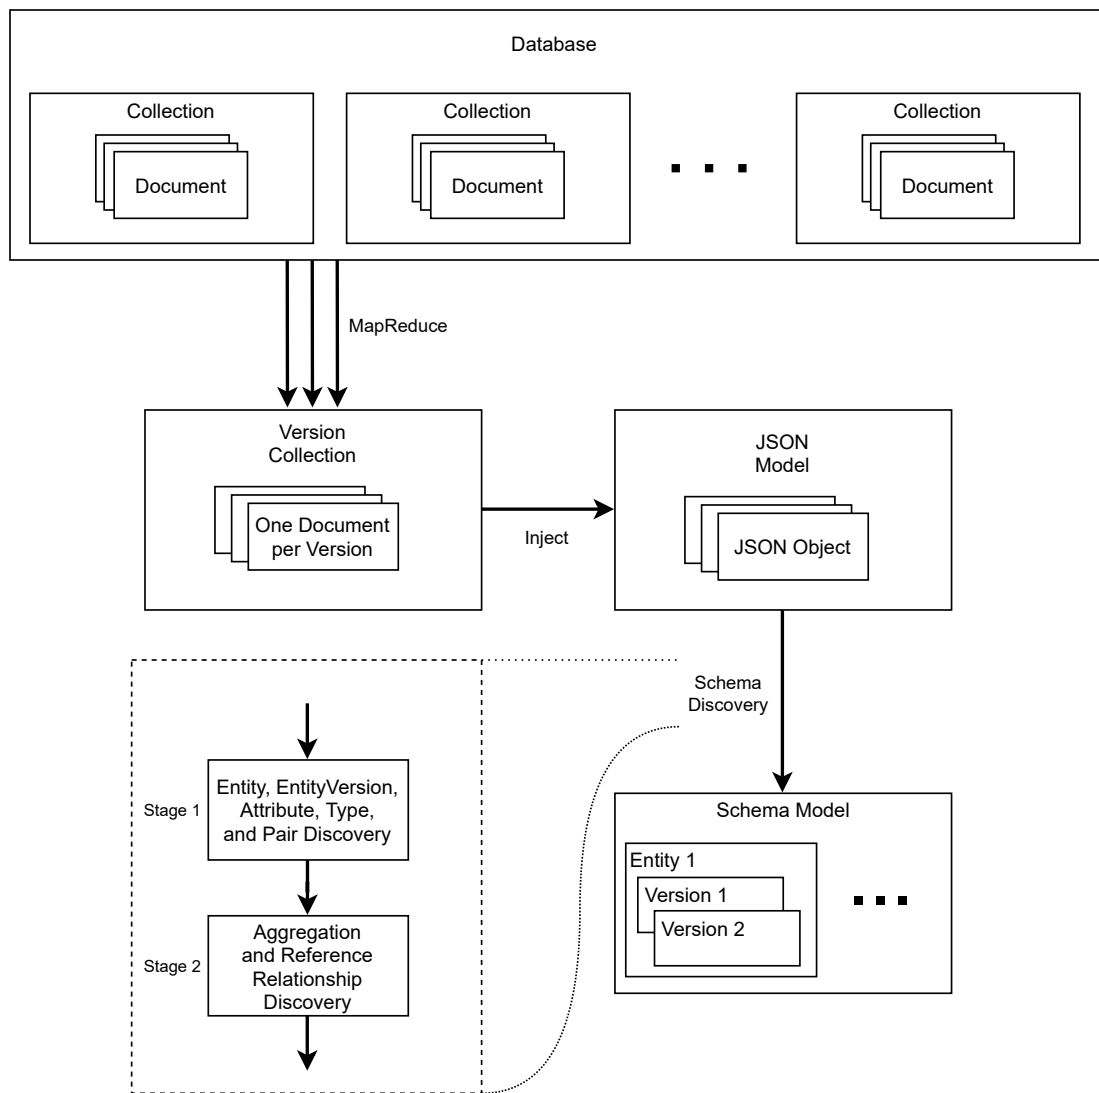 Database
Collection
Document
Collection
Document
Collection
Document
MapReduce
Version
Collection
One Document
per Version
Inject
JSON
Model
JSON Object
Schema
Discovery
Stage 1
Entity, EntityVersion,
Attribute, Type,
and Pair Discovery
Stage 2
Aggregation
and Reference
Relationship
Discovery
Schema Model
Entity 1
Version 1
Version 2